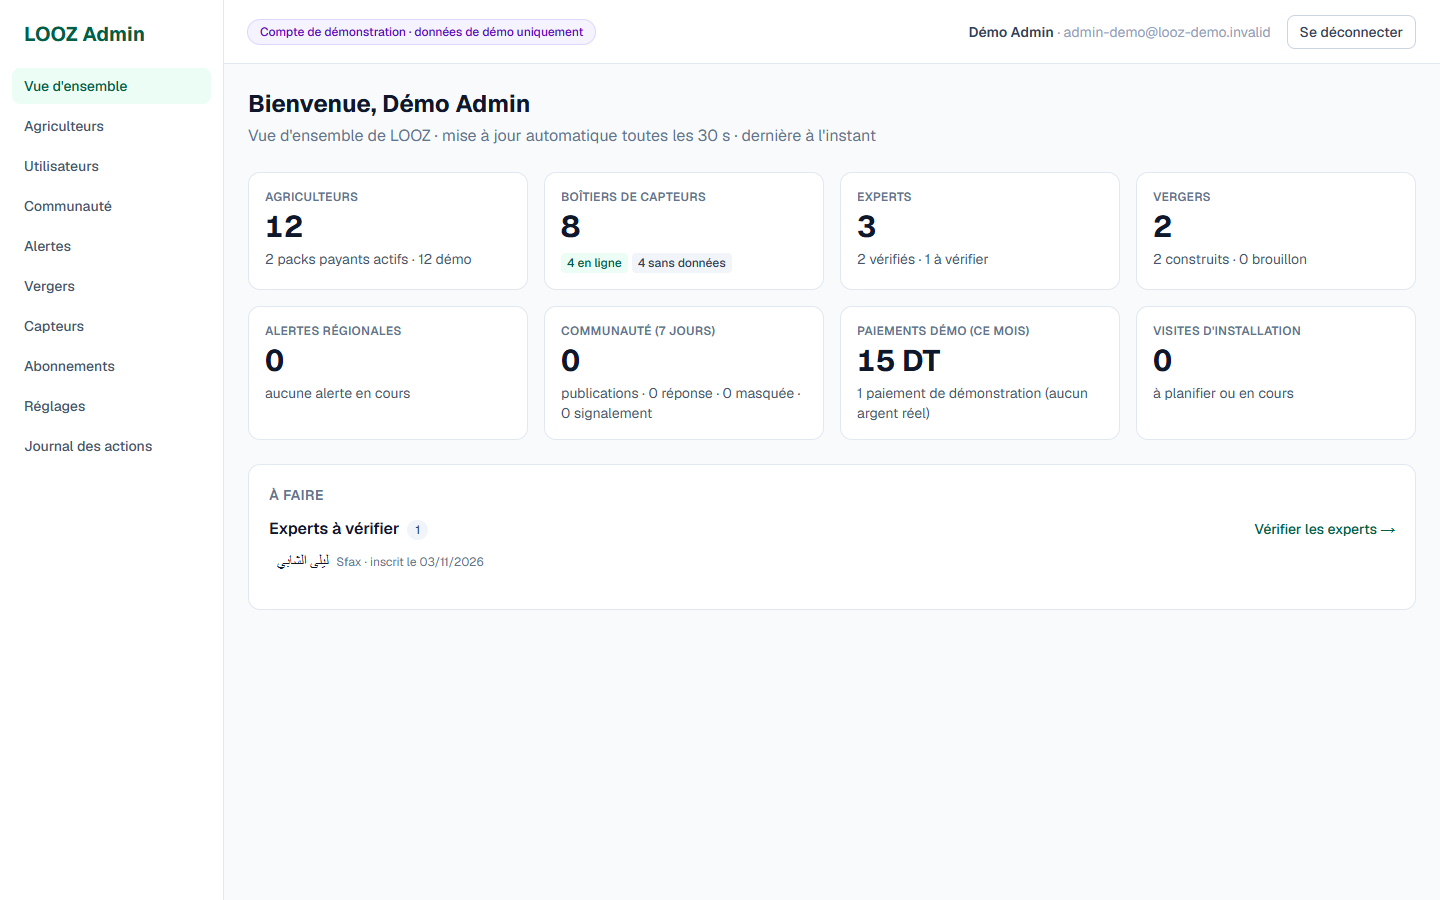 LOOZ Admin
Vue d'ensemble
Agriculteurs
Utilisateurs
Communauté
Alertes
Vergers
Capteurs
Abonnements
Réglages
Journal des actions
Compte de démonstration · données de démo uniquement
Démo Admin · admin-demo@looz-demo.invalid
Se déconnecter
Bienvenue, Démo Admin
Vue d'ensemble de LOOZ · mise à jour automatique toutes les 30 s · dernière à l'instant
AGRICULTEURS
12
2 packs payants actifs · 12 démo
BOÎTIERS DE CAPTEURS
8
4 en ligne 4 sans données
EXPERTS
3
2 vérifiés · 1 à vérifier
VERGERS
2
2 construits · 0 brouillon
ALERTES RÉGIONALES
0
aucune alerte en cours
COMMUNAUTÉ (7 JOURS)
0
publications · 0 réponse · 0 masquée ·
0 signalement
PAIEMENTS DÉMO (CE MOIS)
15 DT
1 paiement de démonstration (aucun
argent réel)
VISITES D'INSTALLATION
0
à planifier ou en cours
À FAIRE
Experts à vérifier 1
Vérifier les experts →
ليلى الشابي Sfax · inscrit le 03/11/2026